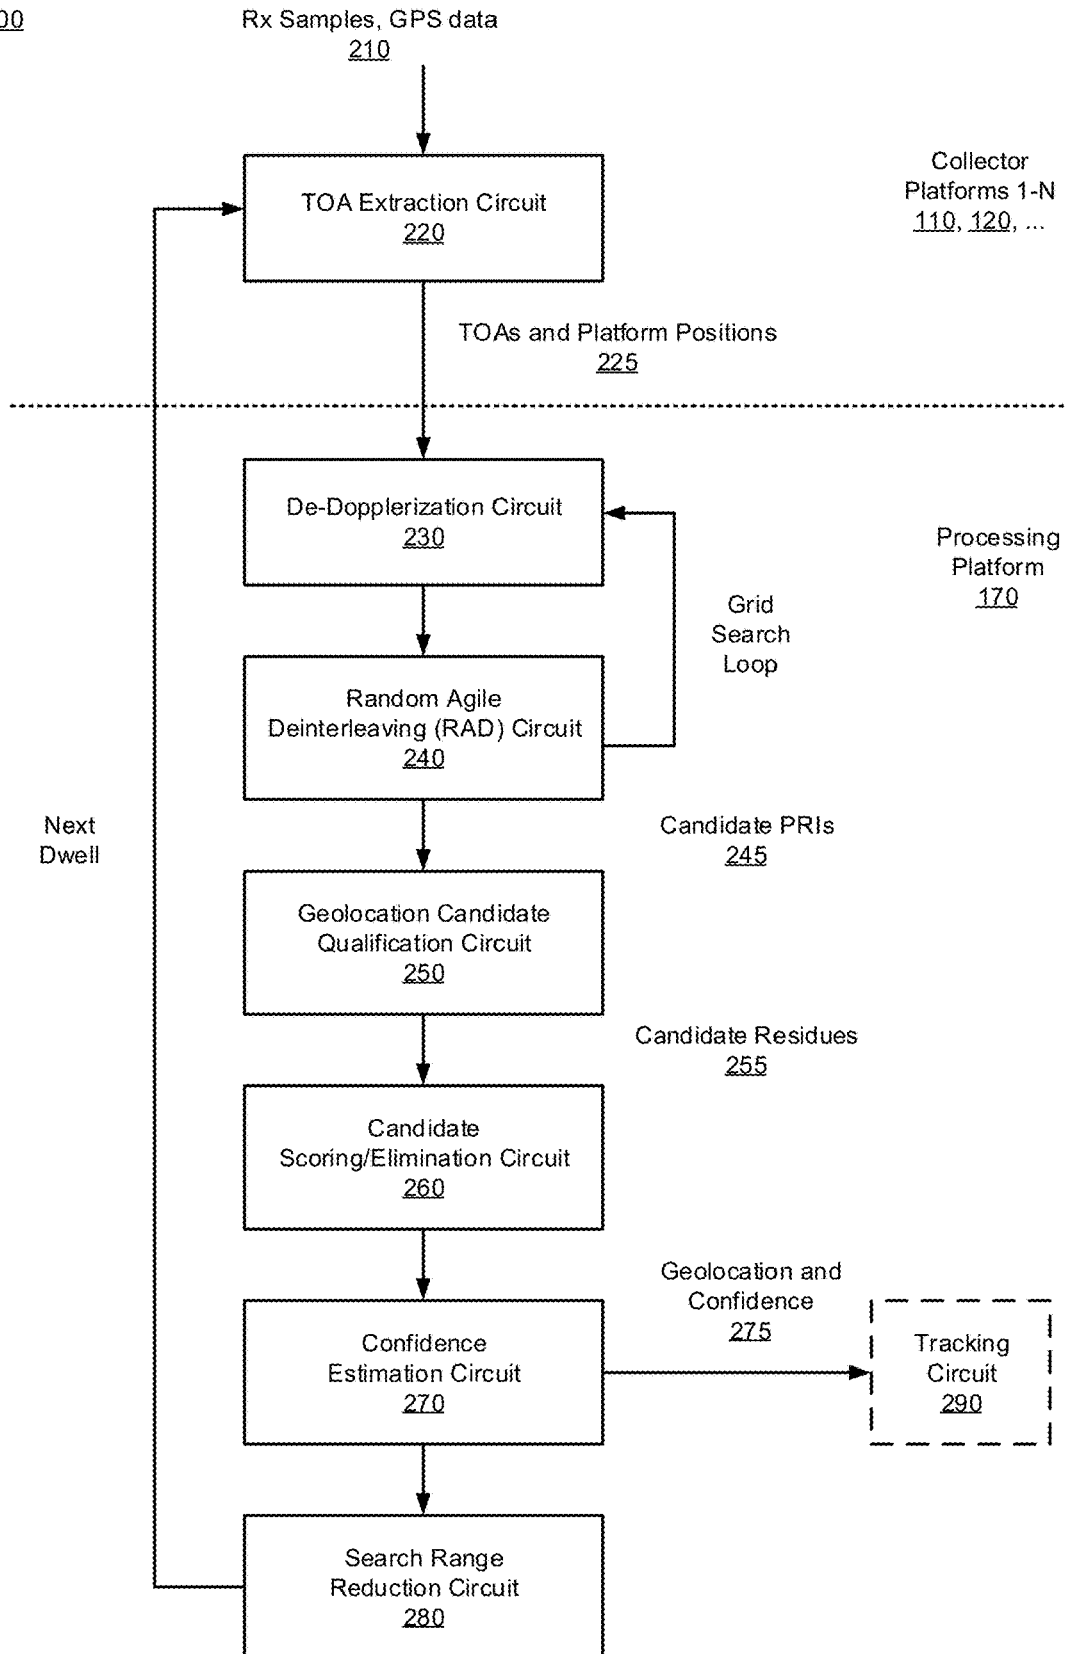 00
Rx Samples, GPS data
210
TOA Extraction Circuit
220
Collector
Platforms 1-N
110, 120, ...
TOAs and Platform Positions
225
De-Dopplerization Circuit
230
Processing
Platform
170
Grid
Search
Loop
Random Agile
Deinterleaving (RAD) Circuit
240
Next
Dwell
Candidate PRIs
245
Geolocation Candidate
Qualification Circuit
250
Candidate Residues
255
Candidate
Scoring/Elimination Circuit
260
Geolocation and
Confidence
275
Confidence
Estimation Circuit
270
Tracking
Circuit
290
Search Range
Reduction Circuit
280